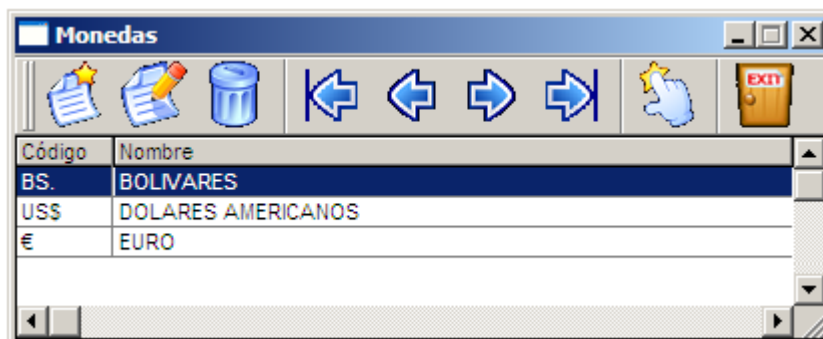 Monedas
EXIT
Código Nombre
BS. BOLIVARES
US$ DOLARES AMERICANOS
€ EURO